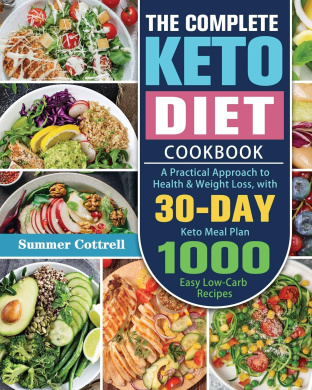 THE COMPLETE
KETO
DIET
COOKBOOK
A Practical Approach to
Health & Weight Loss, with
30-DAY
Keto Meal Plan
1000
Easy Low-Carb
Recipes
Summer Cottrell